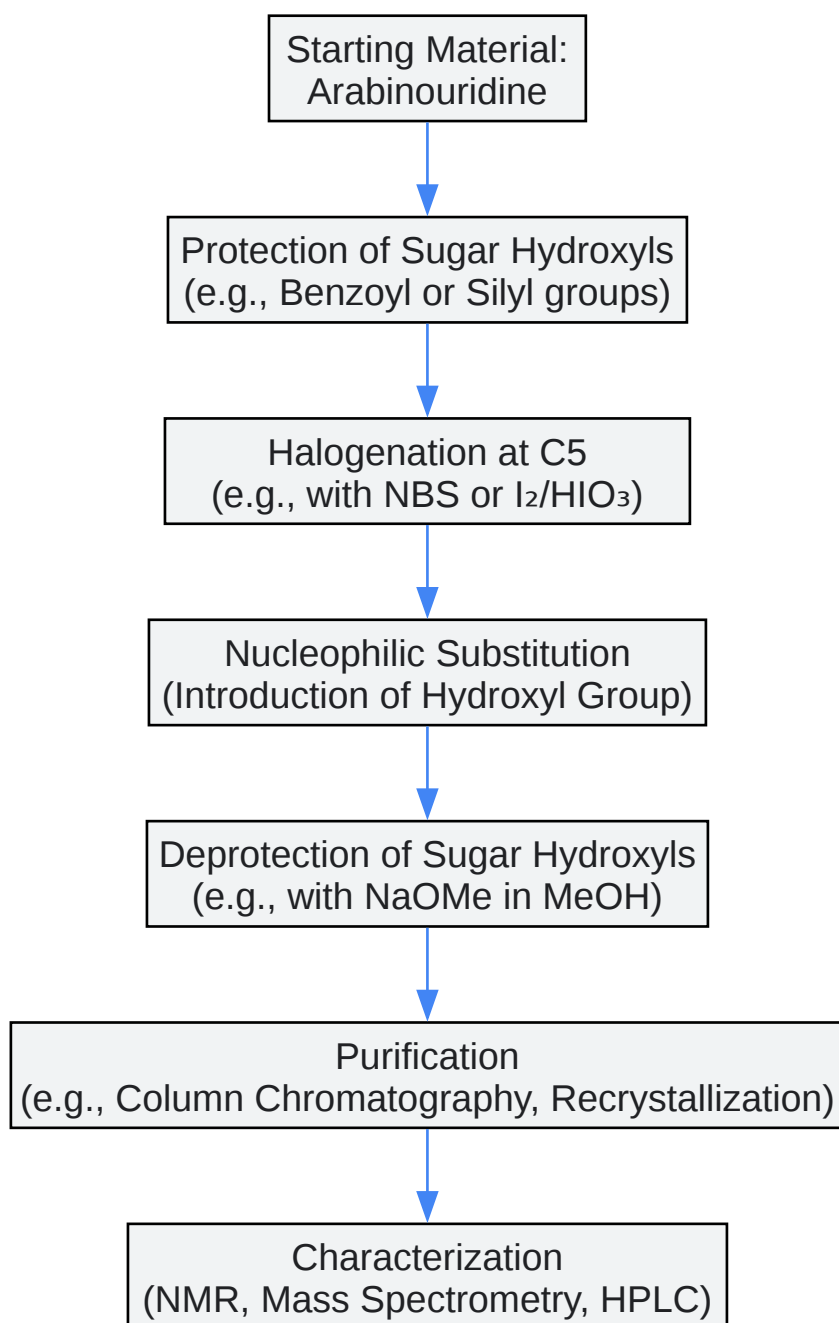 Starting Material:
Arabinouridine
Protection of Sugar Hydroxyls
(e.g., Benzoyl or Silyl groups)
Halogenation at C5
(e.g., with NBS or I₂/HIO₃)
Nucleophilic Substitution
(Introduction of Hydroxyl Group)
Deprotection of Sugar Hydroxyls
(e.g., with NaOMe in MeOH)
Purification
(e.g., Column Chromatography, Recrystallization)
Characterization
(NMR, Mass Spectrometry, HPLC)